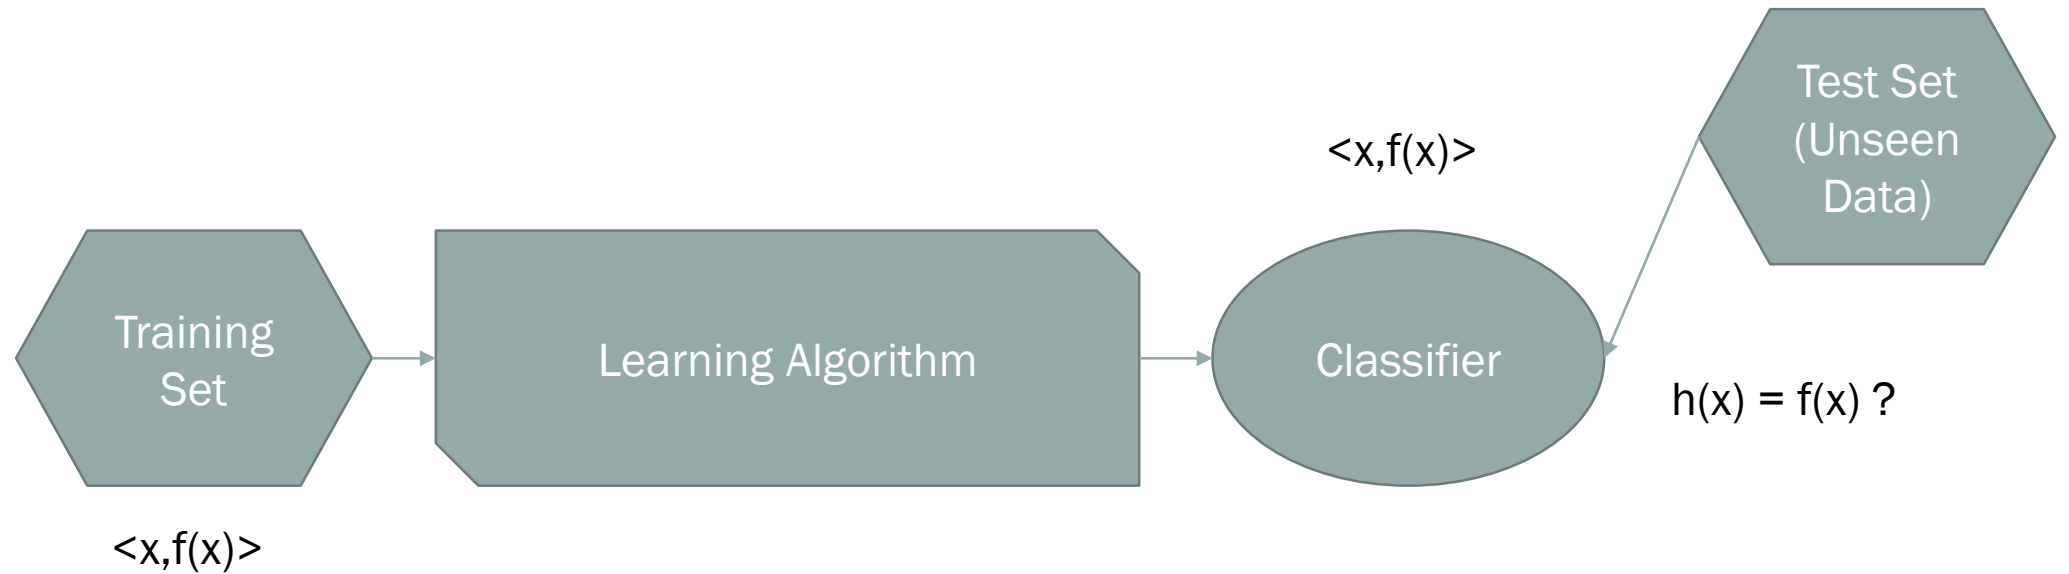 Training
Set
<x,f(x)>
Learning Algorithm
<x,f(x)>
Classifier
Test Set
(Unseen
Data)
h(x) = f(x) ?